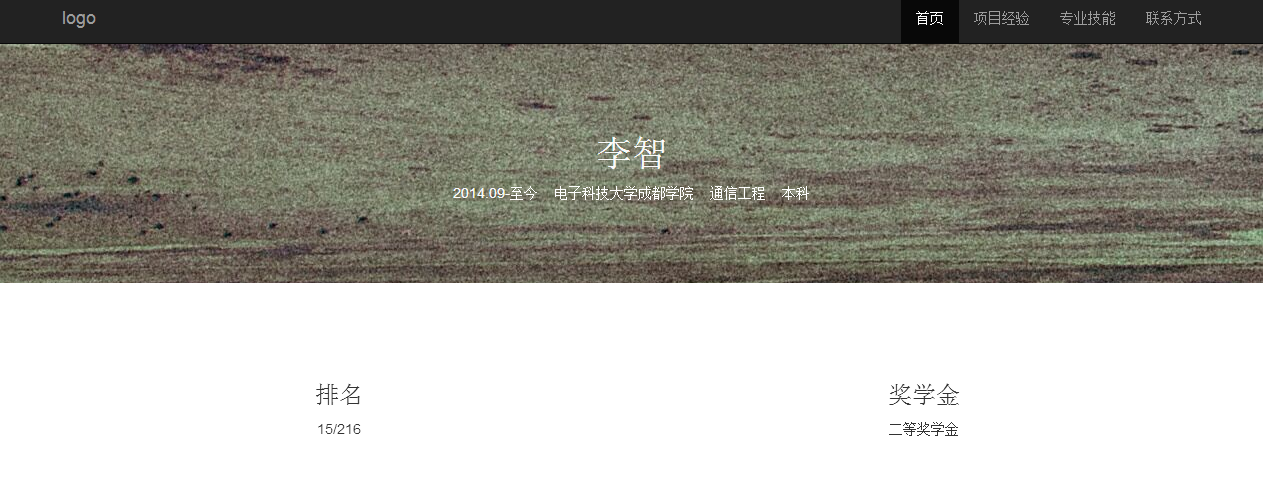 logo 首页 项目经验 专业技能 联系方式
李智
2014.09-至今 电子科技大学成都学院 通信工程 本科
排名 奖学金
15/216 二等奖学金